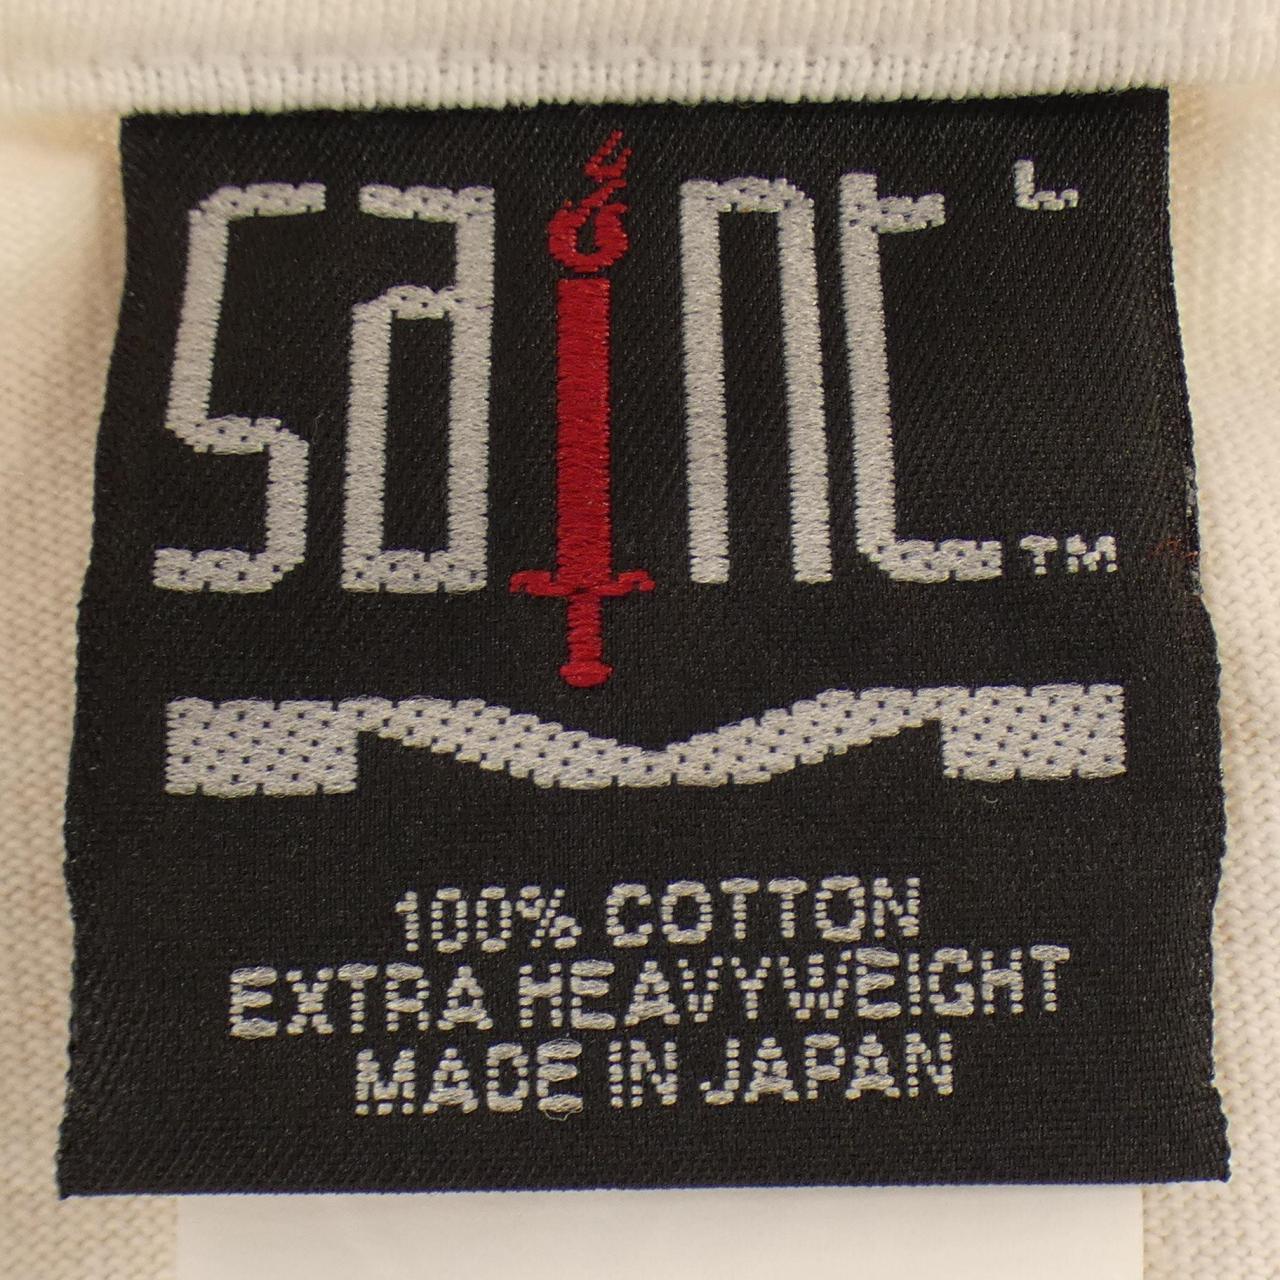 saint L
TM
100% COTTON
EXTRA HEAVYWEIGHT
MADE IN JAPAN